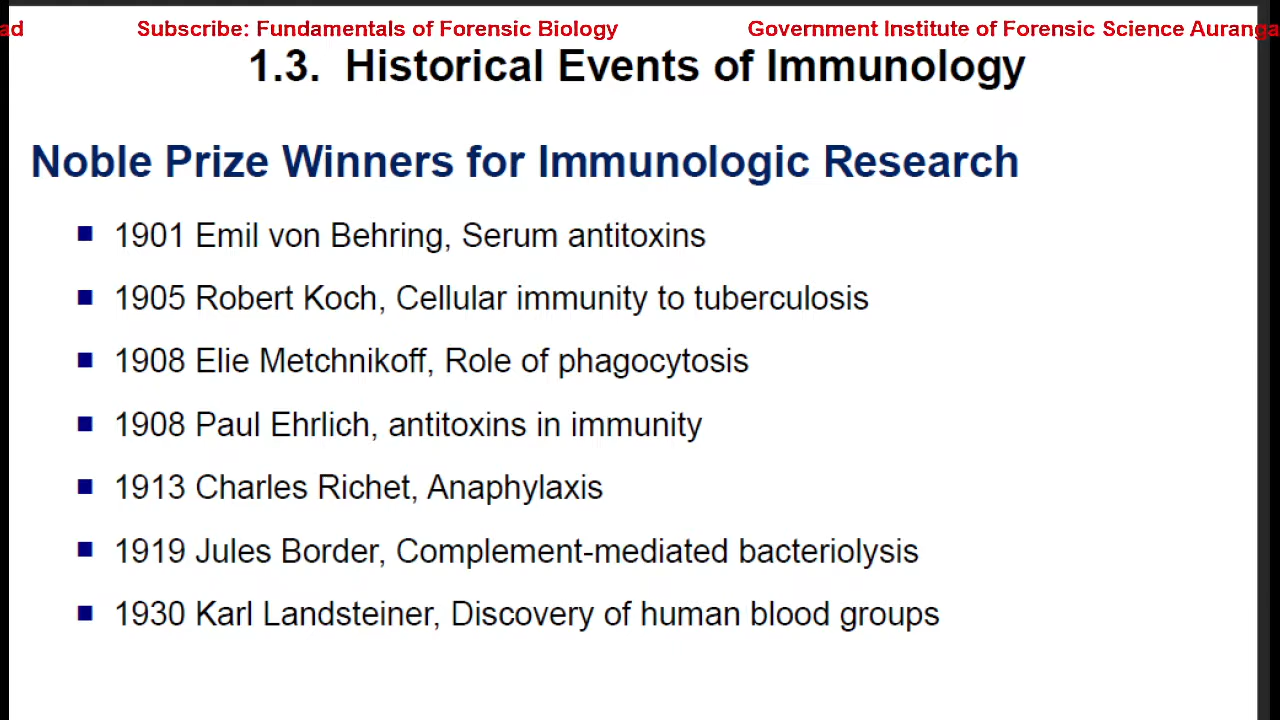 ad Subscribe: Fundamentals of Forensic Biology Government Institute of Forensic Science Auranga
1.3. Historical Events of Immunology
Noble Prize Winners for Immunologic Research
1901 Emil von Behring, Serum antitoxins
1905 Robert Koch, Cellular immunity to tuberculosis
1908 Elie Metchnikoff, Role of phagocytosis
1908 Paul Ehrlich, antitoxins in immunity
1913 Charles Richet, Anaphylaxis
1919 Jules Border, Complement-mediated bacteriolysis
1930 Karl Landsteiner, Discovery of human blood groups